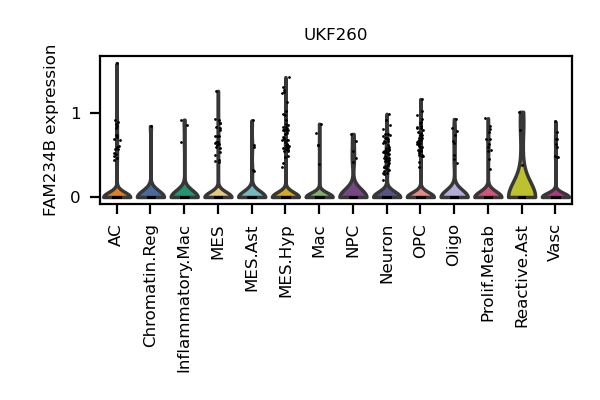 UKF260
FAM234B expression
1
0
AC
Chromatin.Reg
Inflammatory.Mac
MES
MES.Ast
MES.Hyp
Mac
NPC
Neuron
OPC
Oligo
Prolif.Metab
Reactive.Ast
Vasc